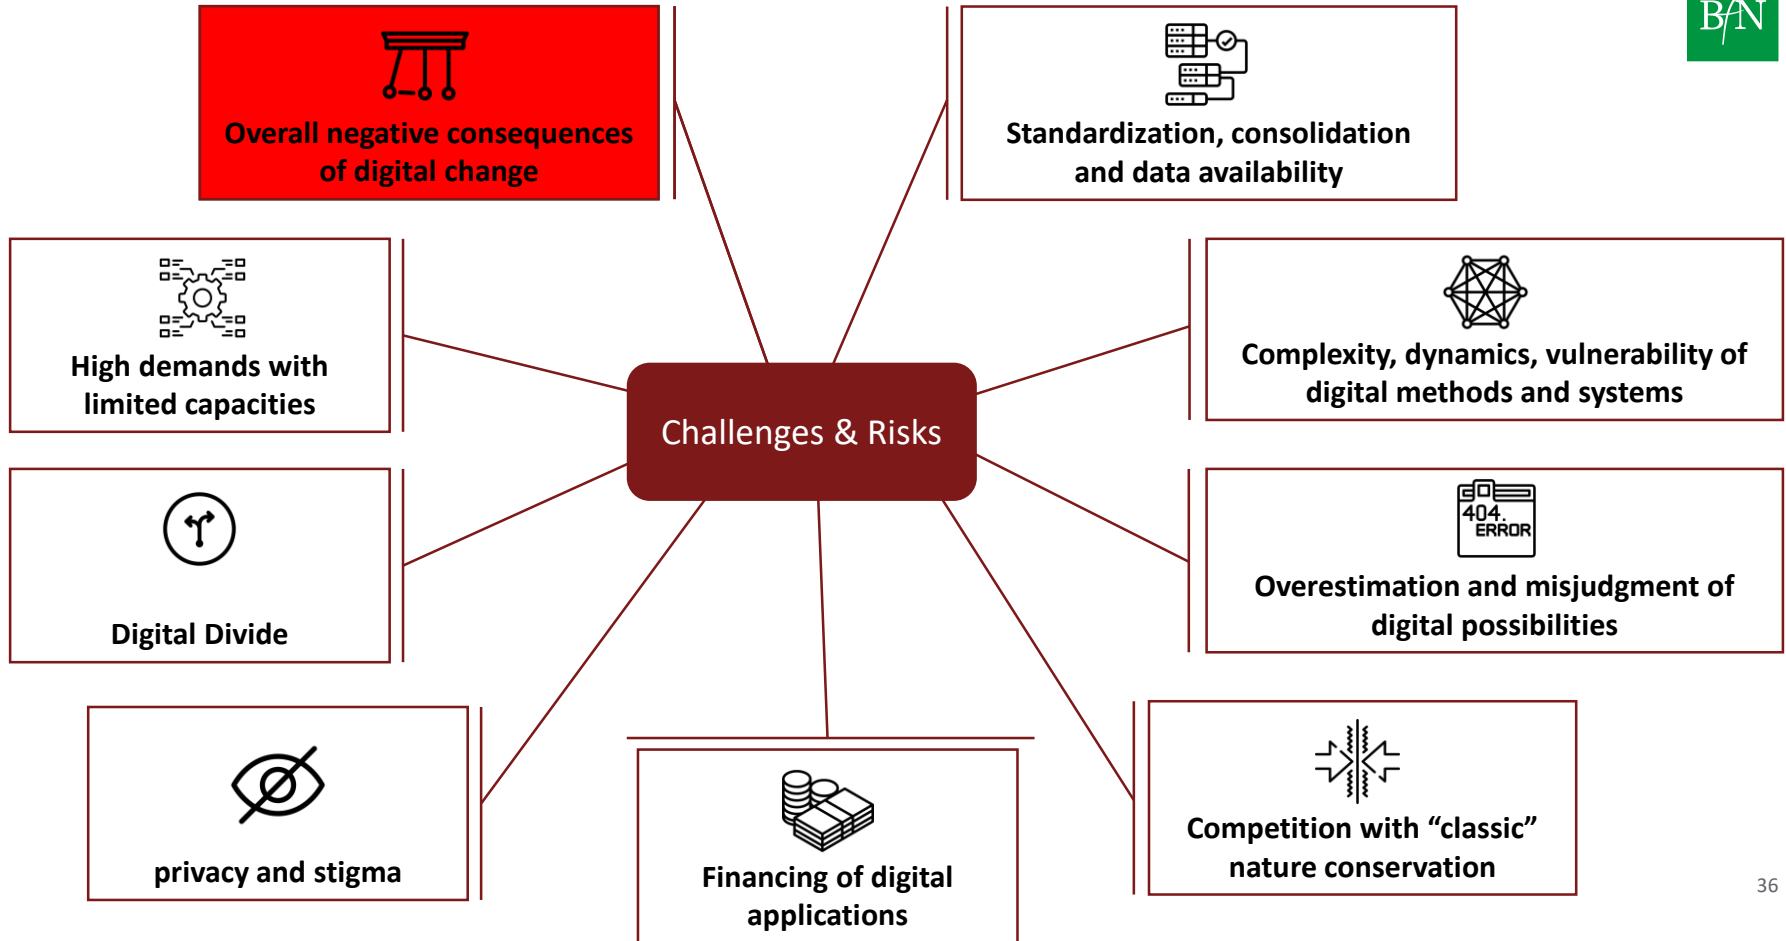 BfN
Overall negative consequences
of digital change
Standardization, consolidation
and data availability
High demands with
limited capacities
Complexity, dynamics, vulnerability of
digital methods and systems
Challenges & Risks
Digital Divide
404.
ERROR
Overestimation and misjudgment of
digital possibilities
privacy and stigma
Financing of digital
applications
Competition with “classic”
nature conservation
36